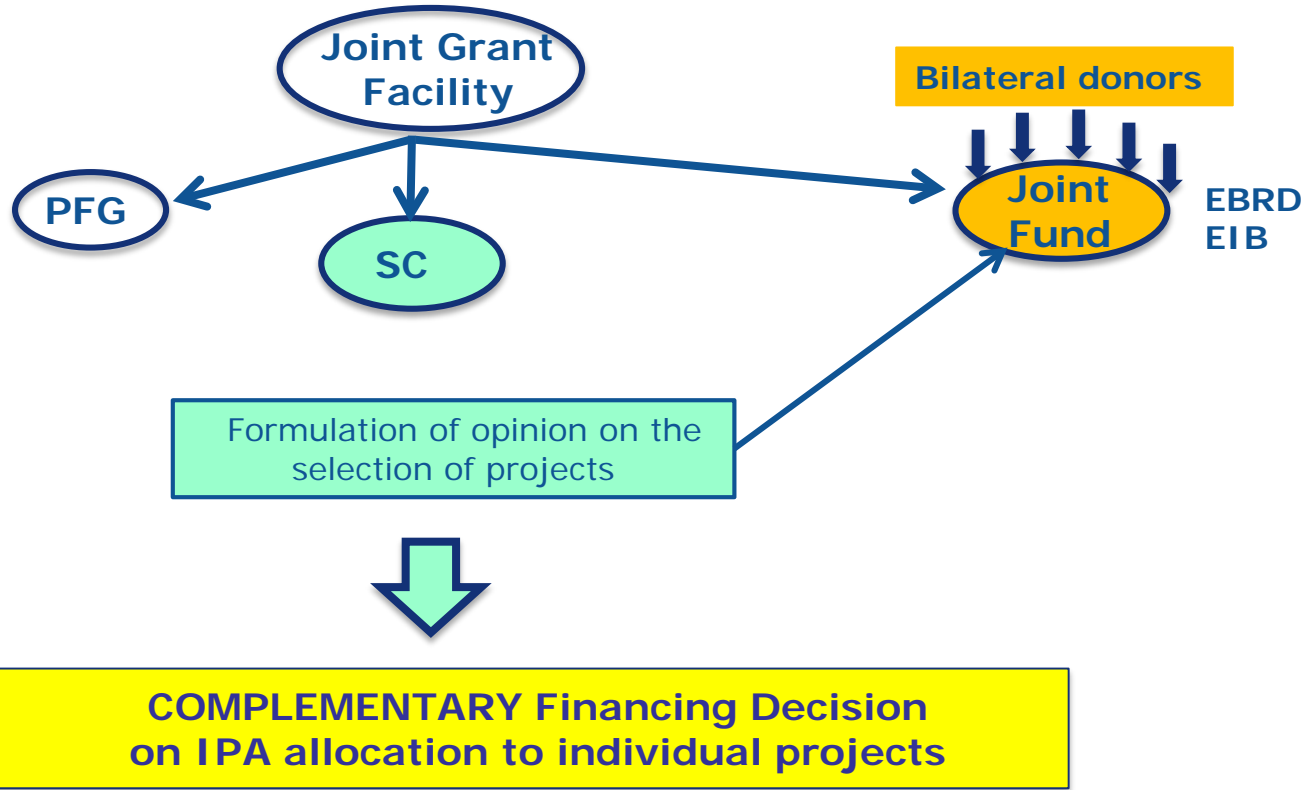 Joint Grant
Facility
Bilateral donors
PFG
SC
Joint
Fund
EBRD
EIB
Formulation of opinion on the
selection of projects
COMPLEMENTARY Financing Decision
on IPA allocation to individual projects